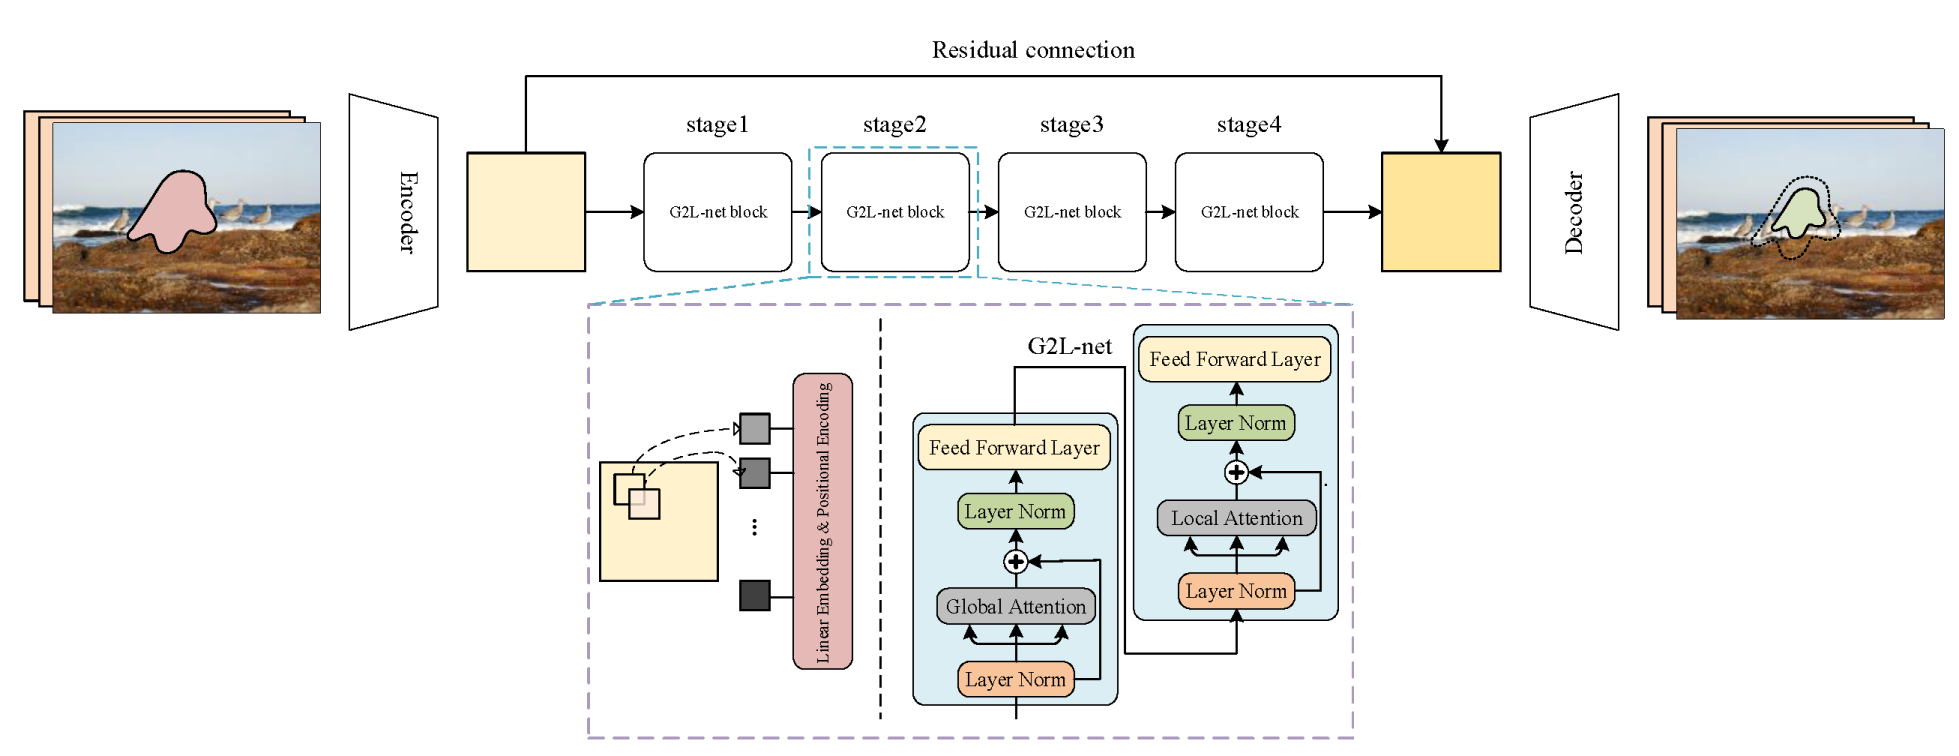 Residual connection
stage1
stage2
stage3
stage4
Encoder
G2L-net block
G2L-net block
G2L-net block
G2L-net block
Decoder
Linear Embedding & Positional Encoding
G2L-net
Feed Forward Layer
Layer Norm
Global Attention
Layer Norm
Feed Forward Layer
Layer Norm
Local Attention
Layer Norm